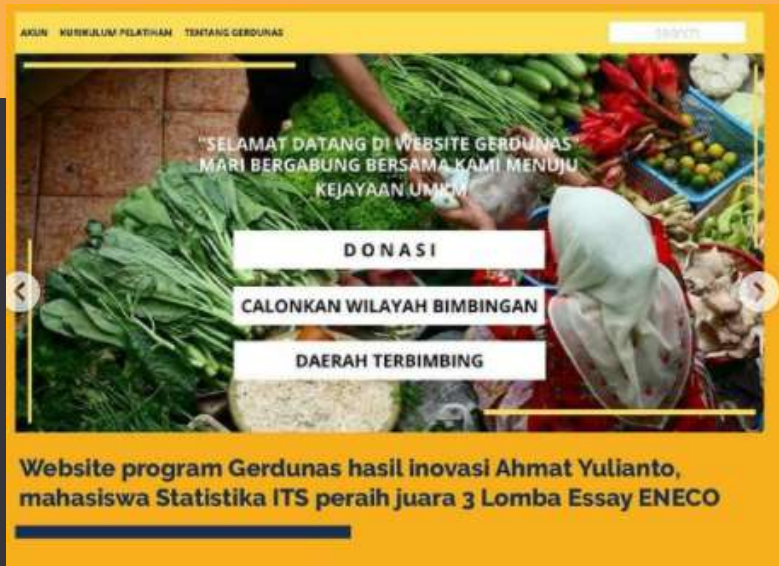 AKUN KURIKULUM PELATIHAN TENTANG GERDUNAS
search
"SELAMAT DATANG DI WEBSITE GERDUNAS"
MARI BERGABUNG BERSAMA KAMI MENUJU
KEJAYAAN UMKM
DONASI
CALONKAN WILAYAH BIMBINGAN
DAERAH TERBIMBING
Website program Gerdunas hasil inovasi Ahmat Yulianto,
mahasiswa Statistika ITS peraih juara 3 Lomba Essay ENECO